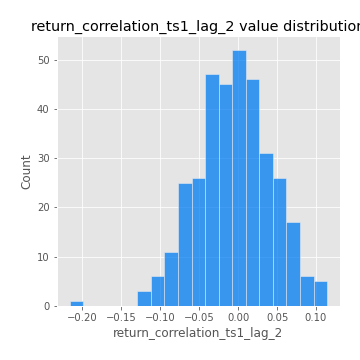 return_correlation_ts1_lag_2 value distribution
50
40
30
20
10
0
Count
−0.20 −0.15 −0.10 −0.05 0.00 0.05 0.10
return_correlation_ts1_lag_2